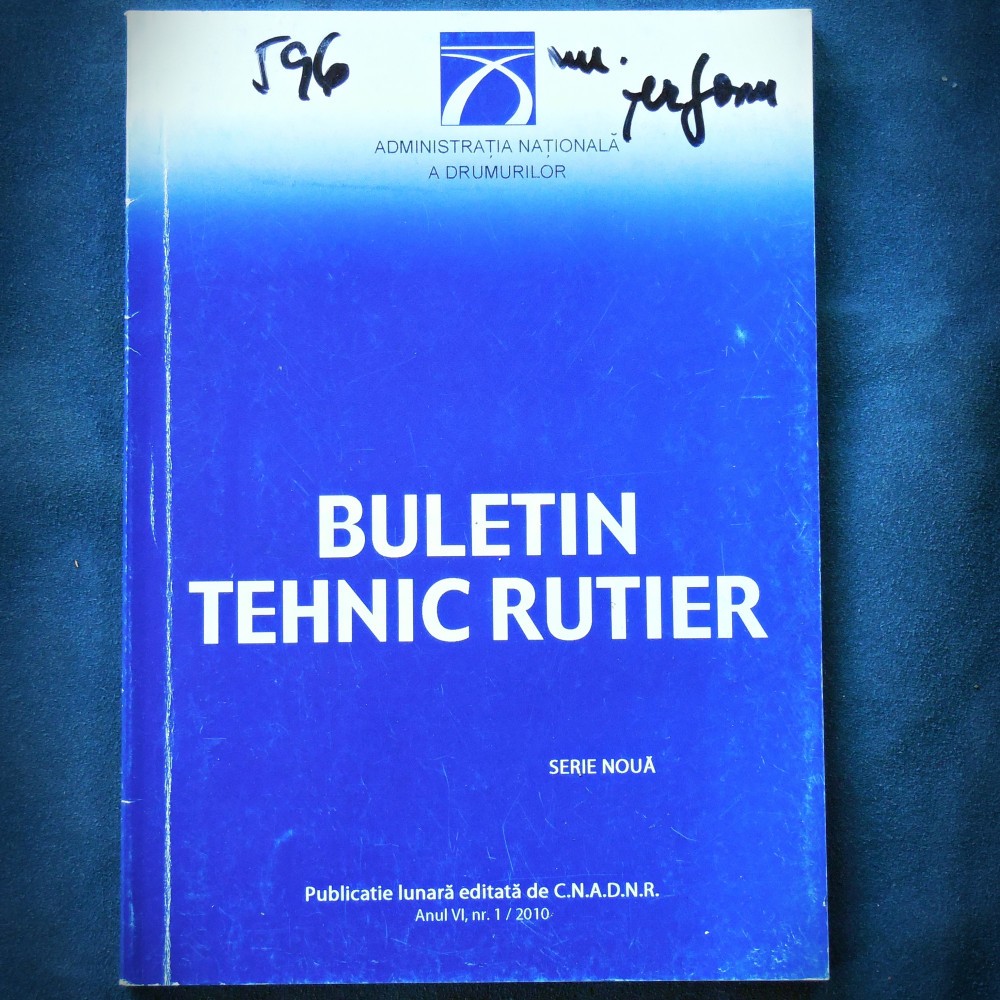 596
ADMINISTRAȚIA NAȚIONALĂ
A DRUMURILOR
BULETIN
TEHNIC RUTIER
SERIE NOUĂ
Publicatie lunară editată de C.N.A.D.N.R.
Anul VI, nr. 1 / 2010